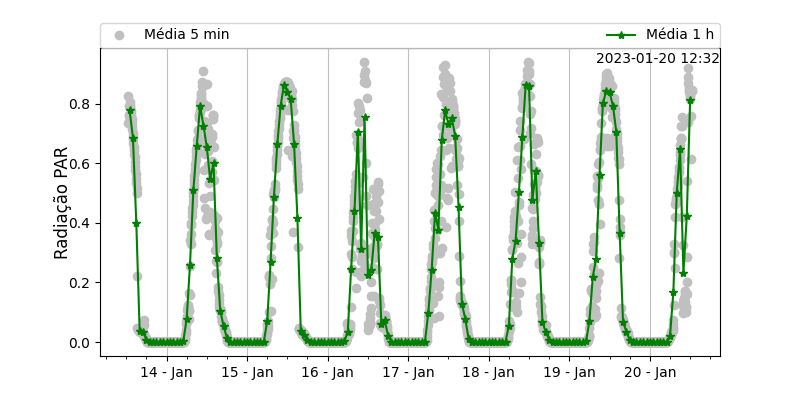 Média 5 min
Média 1 h
2023-01-20 12:32
Radiação PAR
0.8
0.6
0.4
0.2
0.0
14 - Jan
15 - Jan
16 - Jan
17 - Jan
18 - Jan
19 - Jan
20 - Jan